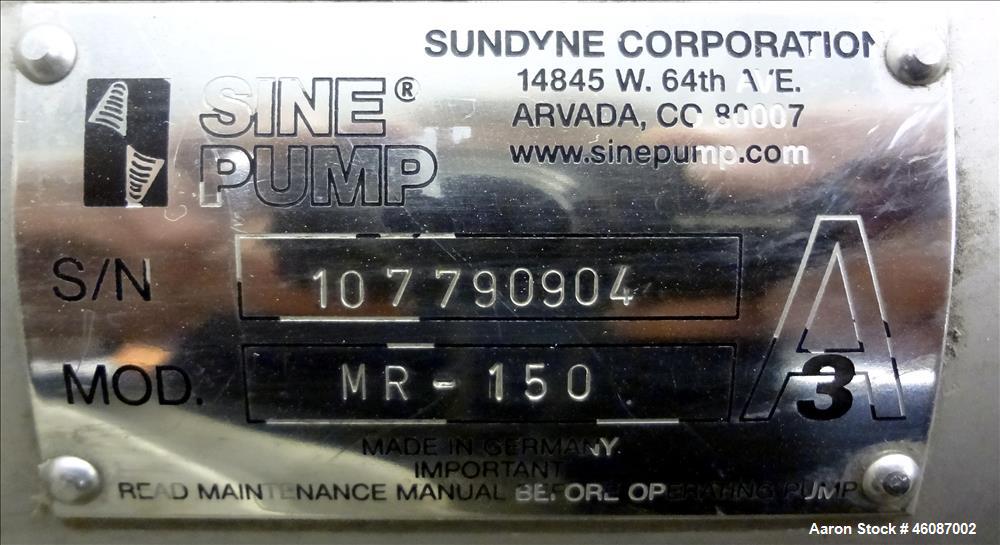 SUNDYNE CORPORATION
14845 W. 64th AVE.
ARVADA, CO 80007
www.sinepump.com
SINE®
PUMP
S/N 107790904
MOD. MR-150
A
3
MADE IN GERMANY
IMPORTANT
READ MAINTENANCE MANUAL BEFORE OPERATING PUMP
Aaron Stock # 46087002